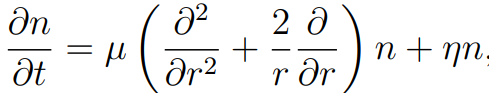 ∂n/∂t = μ (∂²/∂r² + 2/r ∂/∂r) n + ηn,